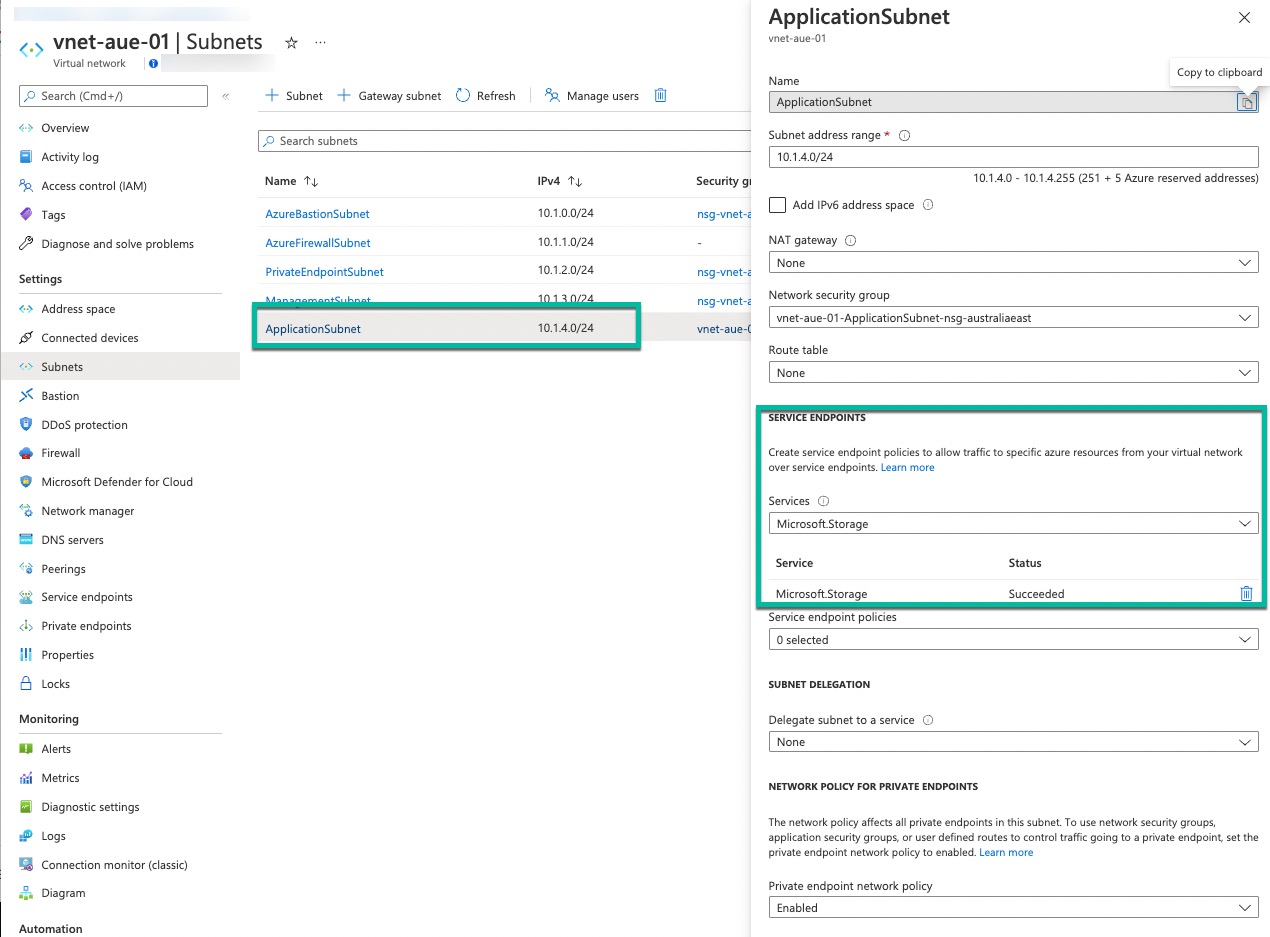 vnet-aue-01 | Subnets
Virtual network
Search (Cmd+/)
Overview
Activity log
Access control (IAM)
Tags
Diagnose and solve problems
Settings
Address space
Connected devices
Subnets
Bastion
DDoS protection
Firewall
Microsoft Defender for Cloud
Network manager
DNS servers
Peerings
Service endpoints
Private endpoints
Properties
Locks
Monitoring
Alerts
Metrics
Diagnostic settings
Logs
Connection monitor (classic)
Diagram
Automation
Subnet
Gateway subnet
Refresh
Manage users
Search subnets
Name IPv4 Security
AzureBastionSubnet 10.1.0.0/24 nsg-vnet-a
AzureFirewallSubnet 10.1.1.0/24 -
PrivateEndpointSubnet 10.1.2.0/24 nsg-vnet-a
ManagementSubnet 10.1.3.0/24 nsg-vnet-a
ApplicationSubnet 10.1.4.0/24 vnet-aue-0
ApplicationSubnet
vnet-aue-01
Copy to clipboard
Name
ApplicationSubnet
Subnet address range *
10.1.4.0/24
10.1.4.0 - 10.1.4.255 (251 + 5 Azure reserved addresses)
Add IPv6 address space
NAT gateway
None
Network security group
vnet-aue-01-ApplicationSubnet-nsg-australiaeast
Route table
None
SERVICE ENDPOINTS
Create service endpoint policies to allow traffic to specific azure resources from your virtual network
over service endpoints. Learn more
Services
Microsoft.Storage
Service Status
Microsoft.Storage Succeeded
Service endpoint policies
0 selected
SUBNET DELEGATION
Delegate subnet to a service
None
NETWORK POLICY FOR PRIVATE ENDPOINTS
The network policy affects all private endpoints in this subnet. To use network security groups,
application security groups, or user defined routes to control traffic going to a private endpoint, set the
private endpoint network policy to enabled. Learn more
Private endpoint network policy
Enabled